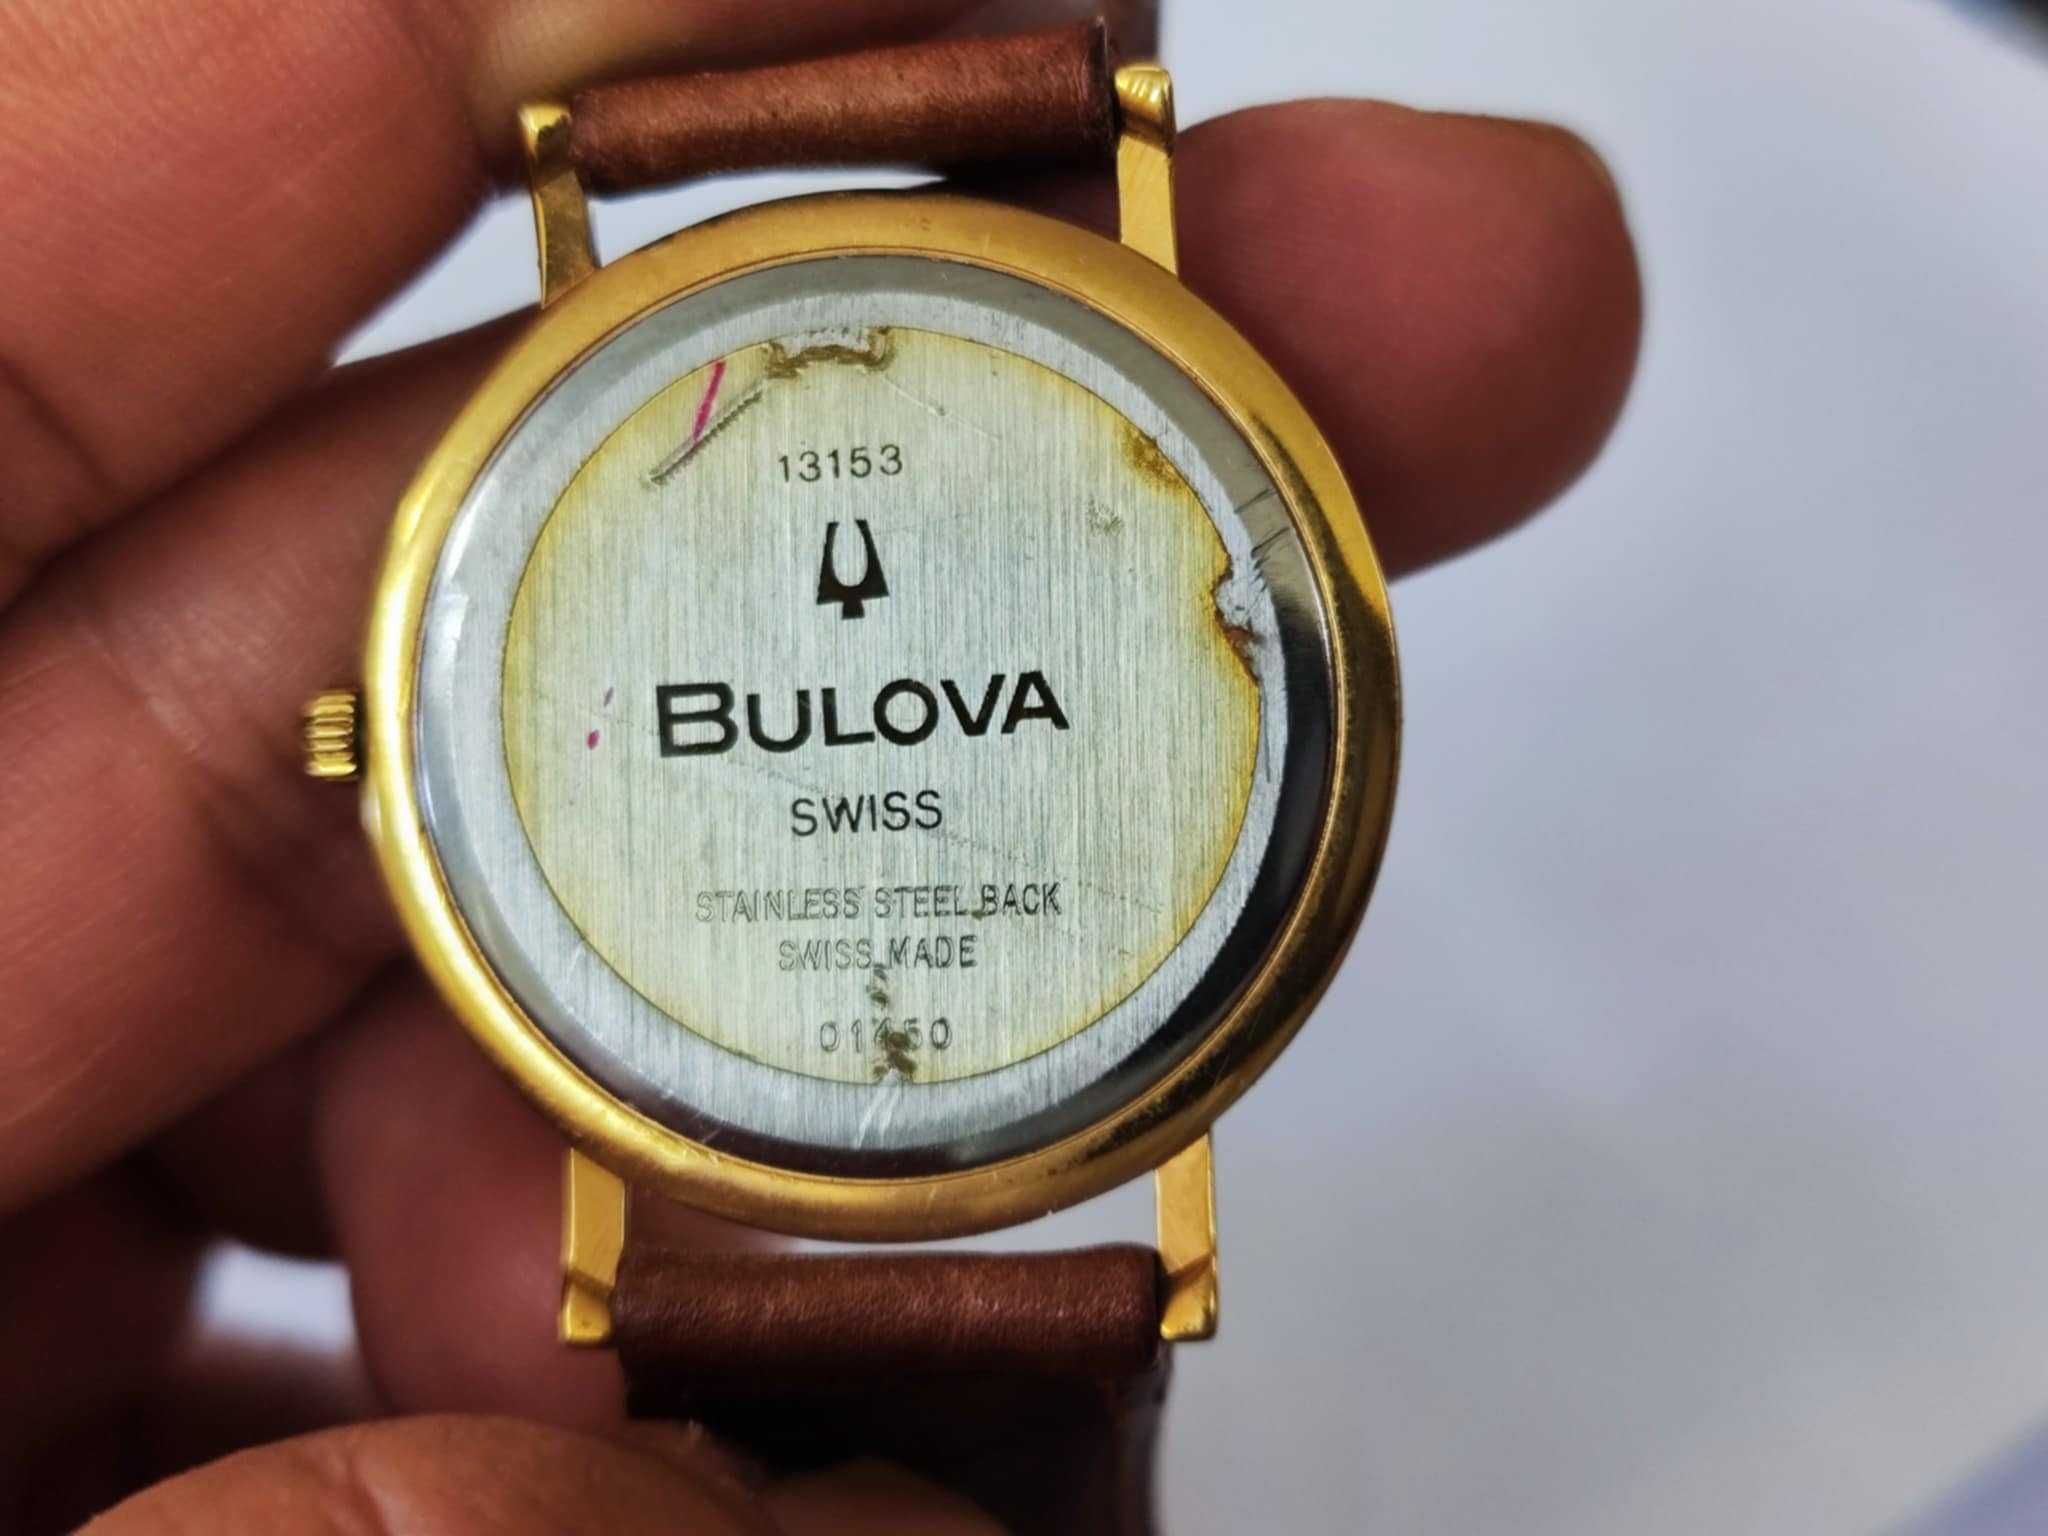 13153
BULOVA
SWISS
STAINLESS STEEL BACK
SWISS MADE